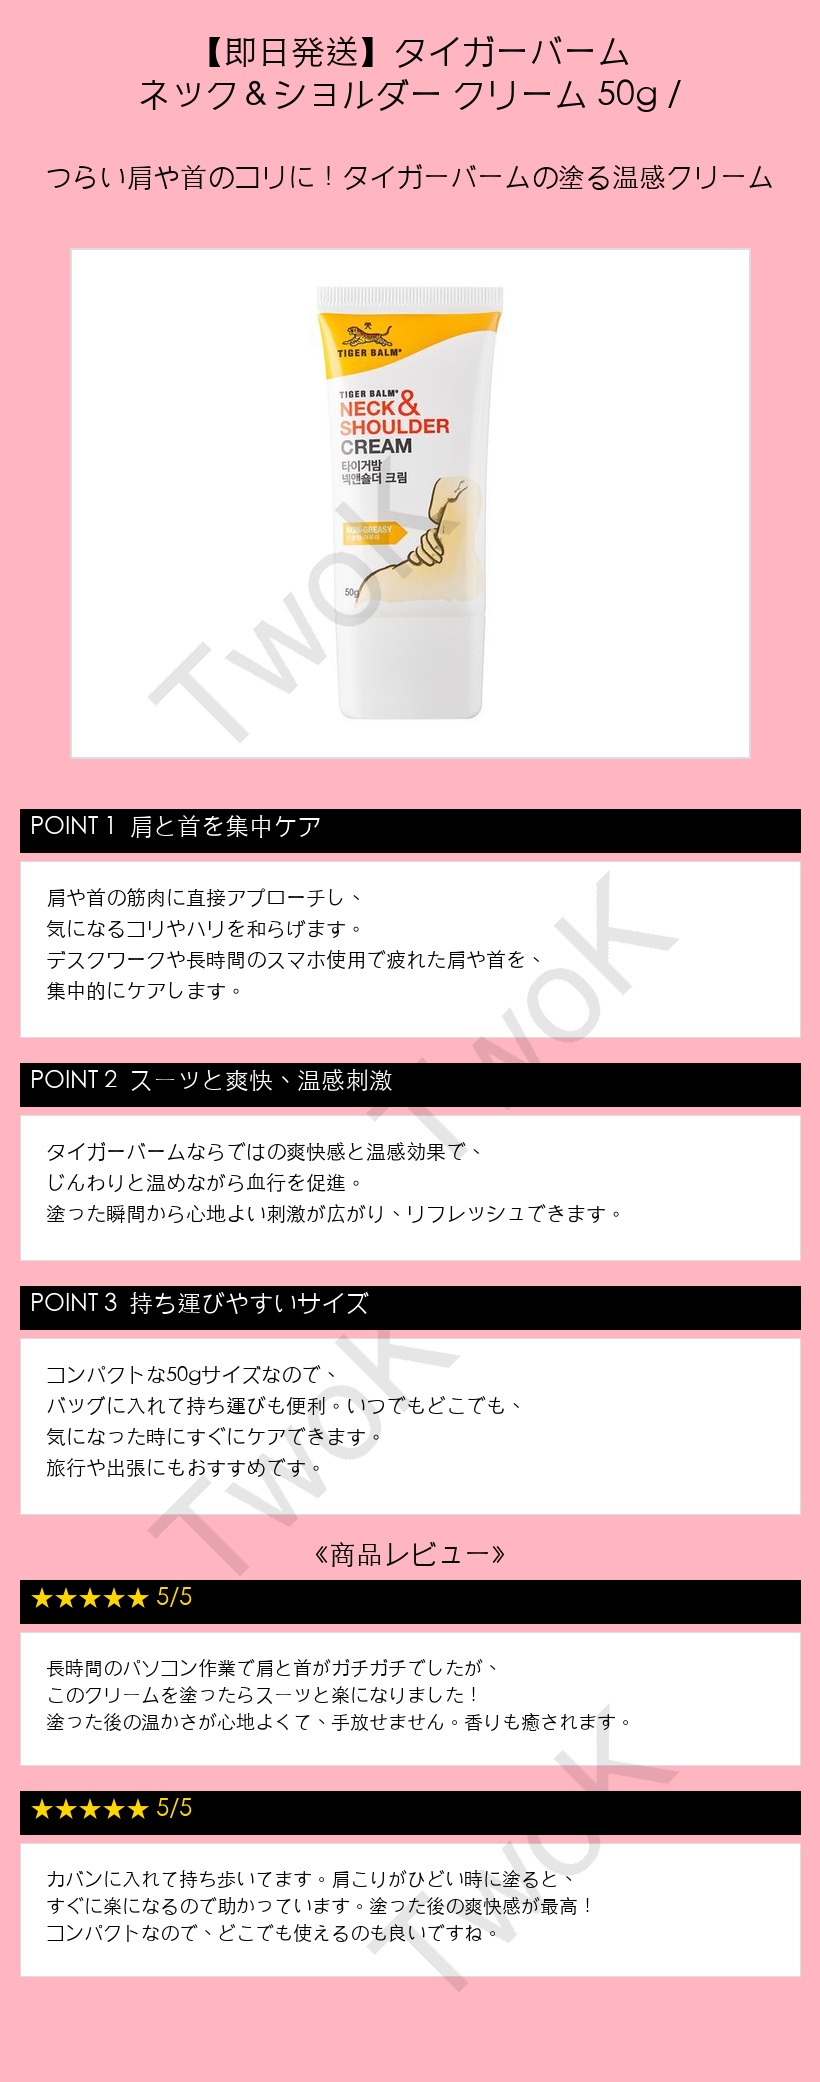 【即日発送】タイガーバーム
ネック＆ショルダー クリーム 50g /
つらい肩や首のコリに！タイガーバームの塗る温感クリーム
TIGER BALM®
TIGER BALM®
NECK &
SHOULDER
CREAM
타이거밤
넥앤숄더 크림
NON-GREASY
50g
TwoK
POINT 1 肩と首を集中ケア
肩や首の筋肉に直接アプローチし、
気になるコリやハリを和らげます。
デスクワークや長時間のスマホ使用で疲れた肩や首を、
集中的にケアします。
TwoK
POINT 2 スーッと爽快、温感刺激
タイガーバームならではの爽快感と温感効果で、
じんわりと温めながら血行を促進。
塗った瞬間から心地よい刺激が広がり、リフレッシュできます。
POINT 3 持ち運びやすいサイズ
コンパクトな50gサイズなので、
バッグに入れて持ち運びも便利。いつでもどこでも、
気になった時にすぐにケアできます。
旅行や出張にもおすすめです。
TwoK
《商品レビュー》
★★★★★ 5/5
長時間のパソコン作業で肩と首がガチガチでしたが、
このクリームを塗ったらスーッと楽になりました！
塗った後の温かさが心地よくて、手放せません。香りも癒されます。
★★★★★ 5/5
カバンに入れて持ち歩いてます。肩こりがひどい時に塗ると、
すぐに楽になるので助かっています。塗った後の爽快感が最高！
コンパクトなので、どこでも使えるのも良いですね。
TwoK